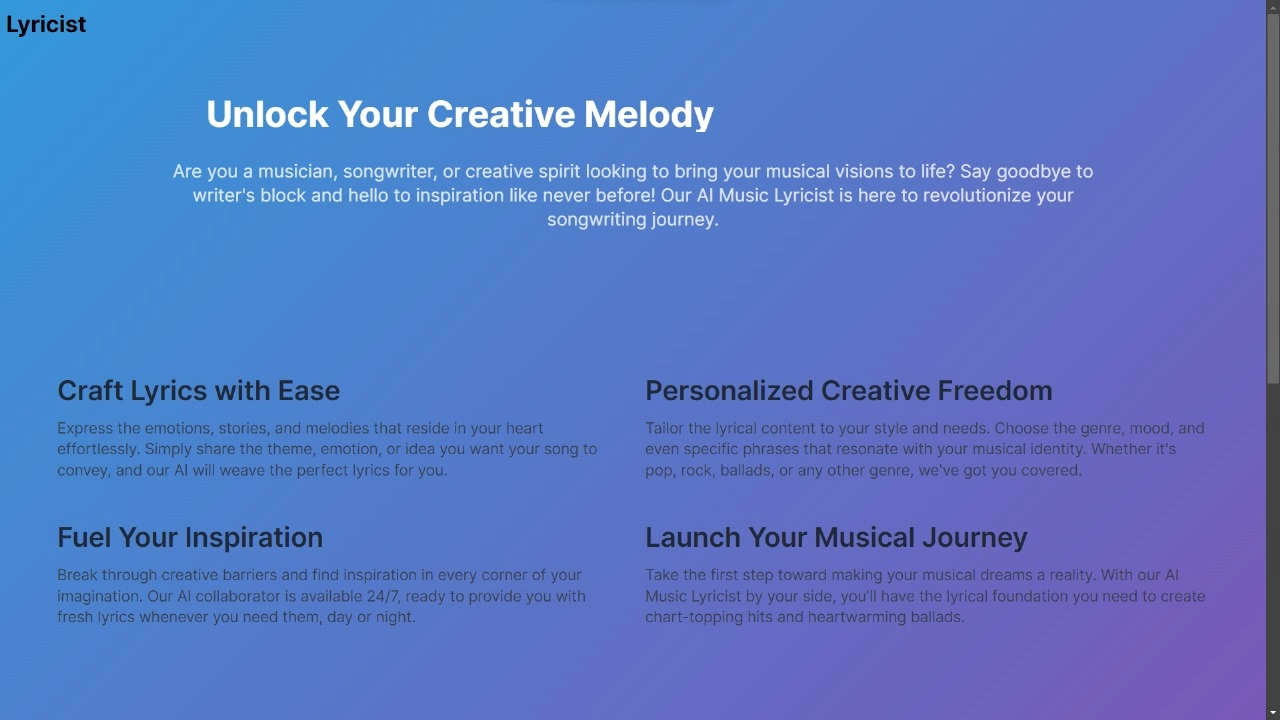 Lyricist
Unlock Your Creative Melody
Are you a musician, songwriter, or creative spirit looking to bring your musical visions to life? Say goodbye to
writer's block and hello to inspiration like never before! Our AI Music Lyricist is here to revolutionize your
songwriting journey.
Craft Lyrics with Ease
Express the emotions, stories, and melodies that reside in your heart
effortlessly. Simply share the theme, emotion, or idea you want your song to
convey, and our AI will weave the perfect lyrics for you.
Personalized Creative Freedom
Tailor the lyrical content to your style and needs. Choose the genre, mood, and
even specific phrases that resonate with your musical identity. Whether it's
pop, rock, ballads, or any other genre, we've got you covered.
Fuel Your Inspiration
Break through creative barriers and find inspiration in every corner of your
imagination. Our AI collaborator is available 24/7, ready to provide you with
fresh lyrics whenever you need them, day or night.
Launch Your Musical Journey
Take the first step toward making your musical dreams a reality. With our AI
Music Lyricist by your side, you'll have the lyrical foundation you need to create
chart-topping hits and heartwarming ballads.